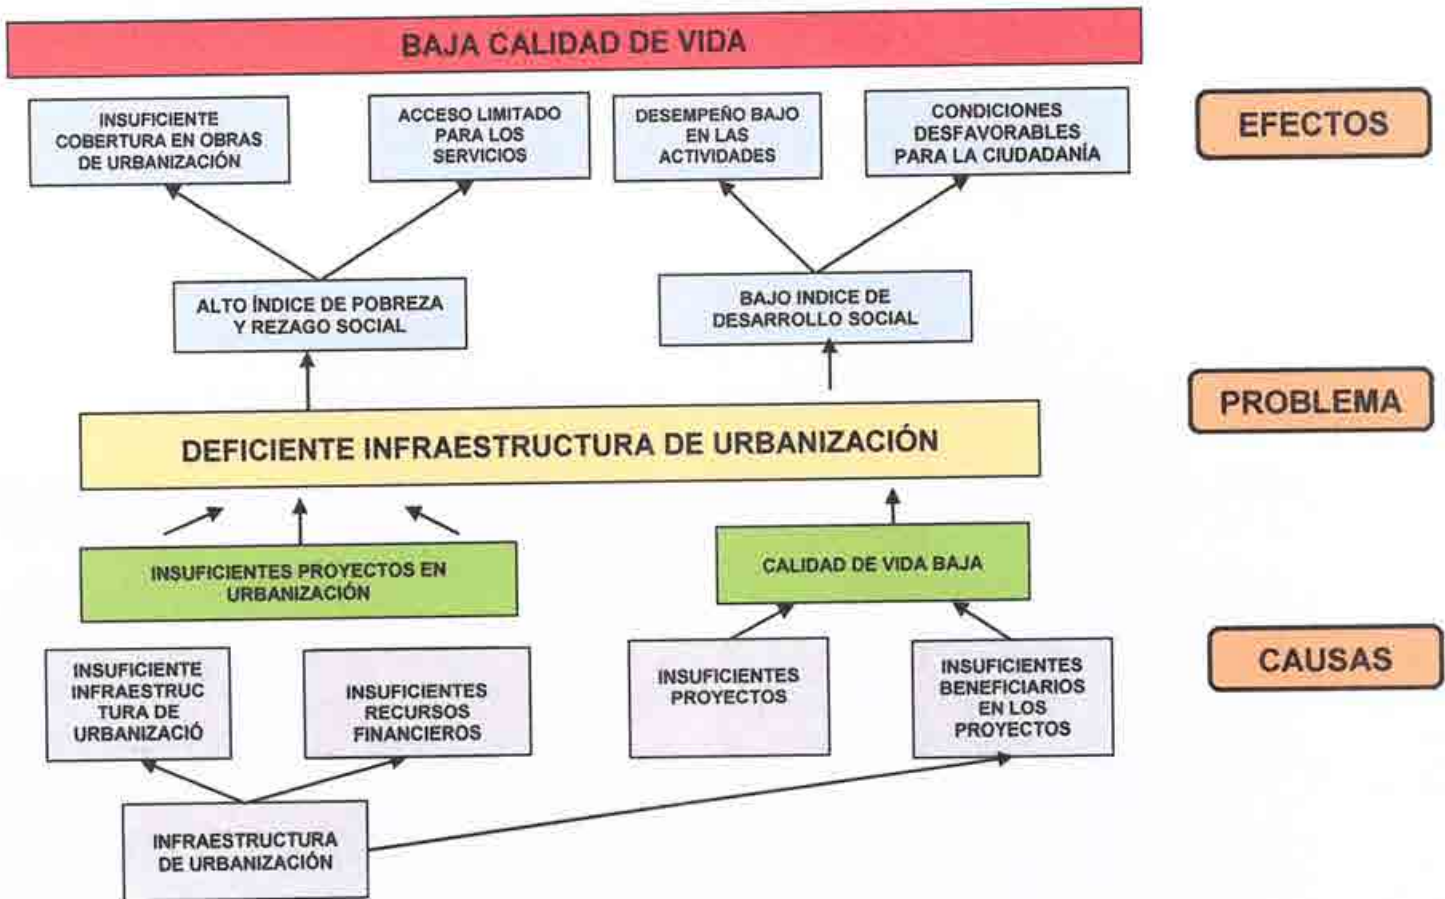 BAJA CALIDAD DE VIDA
INSUFICIENTE
COBERTURA EN OBRAS
DE URBANIZACIÓN
ACCESO LIMITADO
PARA LOS
SERVICIOS
DESEMPEÑO BAJO
EN LAS
ACTIVIDADES
CONDICIONES
DESFAVORABLES
PARA LA CIUDADANÍA
EFECTOS
ALTO ÍNDICE DE POBREZA
Y REZAGO SOCIAL
BAJO INDICE DE
DESARROLLO SOCIAL
PROBLEMA
DEFICIENTE INFRAESTRUCTURA DE URBANIZACIÓN
INSUFICIENTES PROYECTOS EN
URBANIZACIÓN
CALIDAD DE VIDA BAJA
CAUSAS
INSUFICIENTE
INFRAESTRUC
TURA DE
URBANIZACIÓ
INSUFICIENTES
RECURSOS
FINANCIEROS
INSUFICIENTES
PROYECTOS
INSUFICIENTES
BENEFICIARIOS
EN LOS
PROYECTOS
INFRAESTRUCTURA
DE URBANIZACIÓN